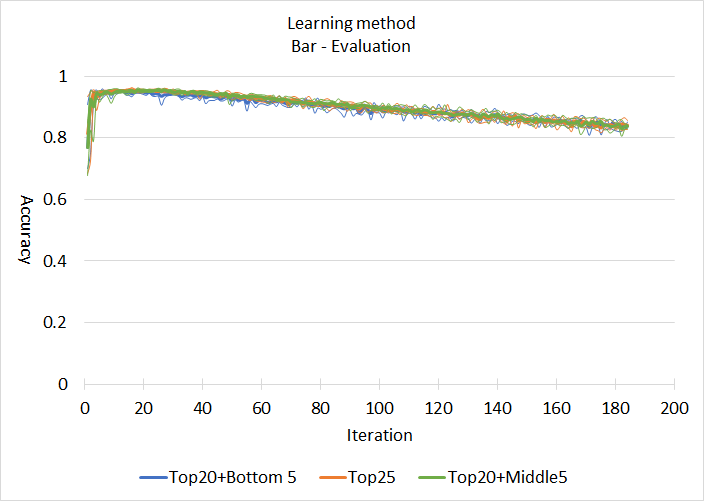 Learning method
Bar - Evaluation
1
0.8
0.6
0.4
0.2
0
Accuracy
0 20 40 60 80 100 120 140 160 180 200
Iteration
Top20+Bottom 5 Top25 Top20+Middle5